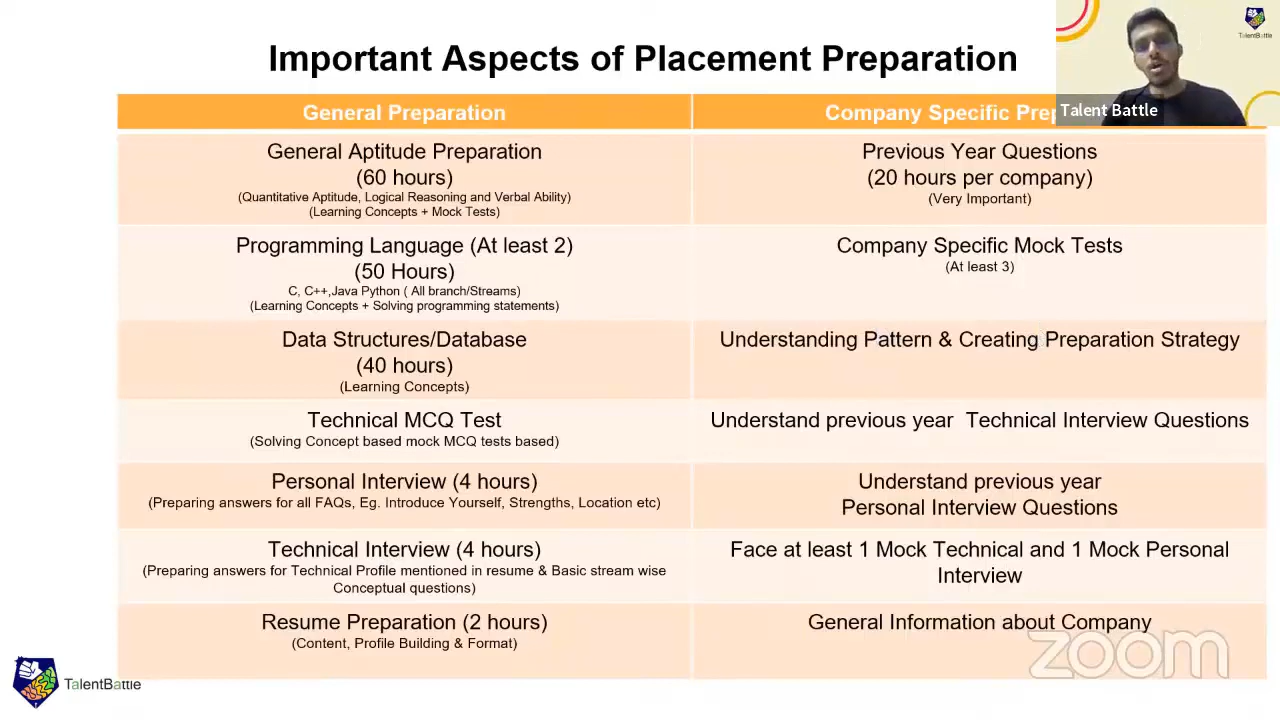 Important Aspects of Placement Preparation
TalentBattle
Talent Battle
General Preparation
Company Specific Prep
General Aptitude Preparation
(60 hours)
(Quantitative Aptitude, Logical Reasoning and Verbal Ability)
(Learning Concepts + Mock Tests)
Previous Year Questions
(20 hours per company)
(Very Important)
Programming Language (At least 2)
(50 Hours)
C, C++,Java Python ( All branch/Streams)
(Learning Concepts + Solving programming statements)
Company Specific Mock Tests
(At least 3)
Data Structures/Database
(40 hours)
(Learning Concepts)
Understanding Pattern & Creating Preparation Strategy
Technical MCQ Test
(Solving Concept based mock MCQ tests based)
Understand previous year Technical Interview Questions
Personal Interview (4 hours)
(Preparing answers for all FAQs, Eg. Introduce Yourself, Strengths, Location etc)
Understand previous year
Personal Interview Questions
Technical Interview (4 hours)
(Preparing answers for Technical Profile mentioned in resume & Basic stream wise
Conceptual questions)
Face at least 1 Mock Technical and 1 Mock Personal
Interview
Resume Preparation (2 hours)
(Content, Profile Building & Format)
General Information about Company
zoom
TalentBattle